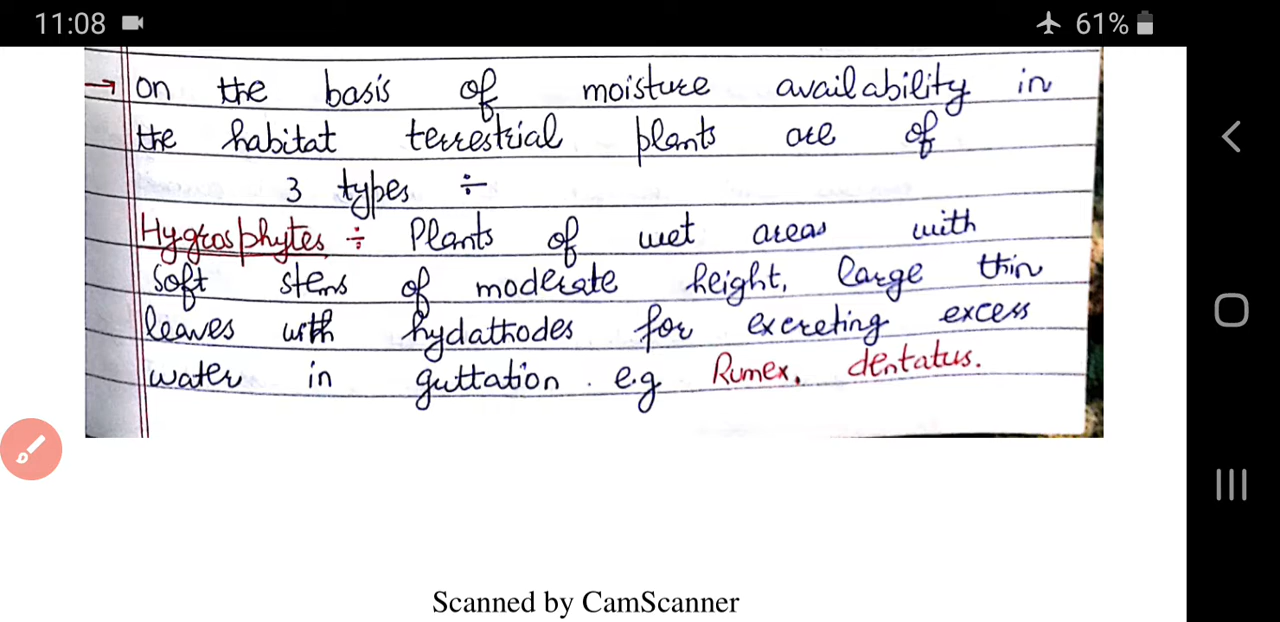 11:08 61%
→ on the basis of moisture availability in
the habitat terrestrial plants are of
3 types ÷
Hygrosphytes ÷ Plants of wet areas with
soft stems of moderate height, large thin
leaves with hydathodes for excreting excess
water in guttation. e.g Rumex, dentatus.
Scanned by CamScanner